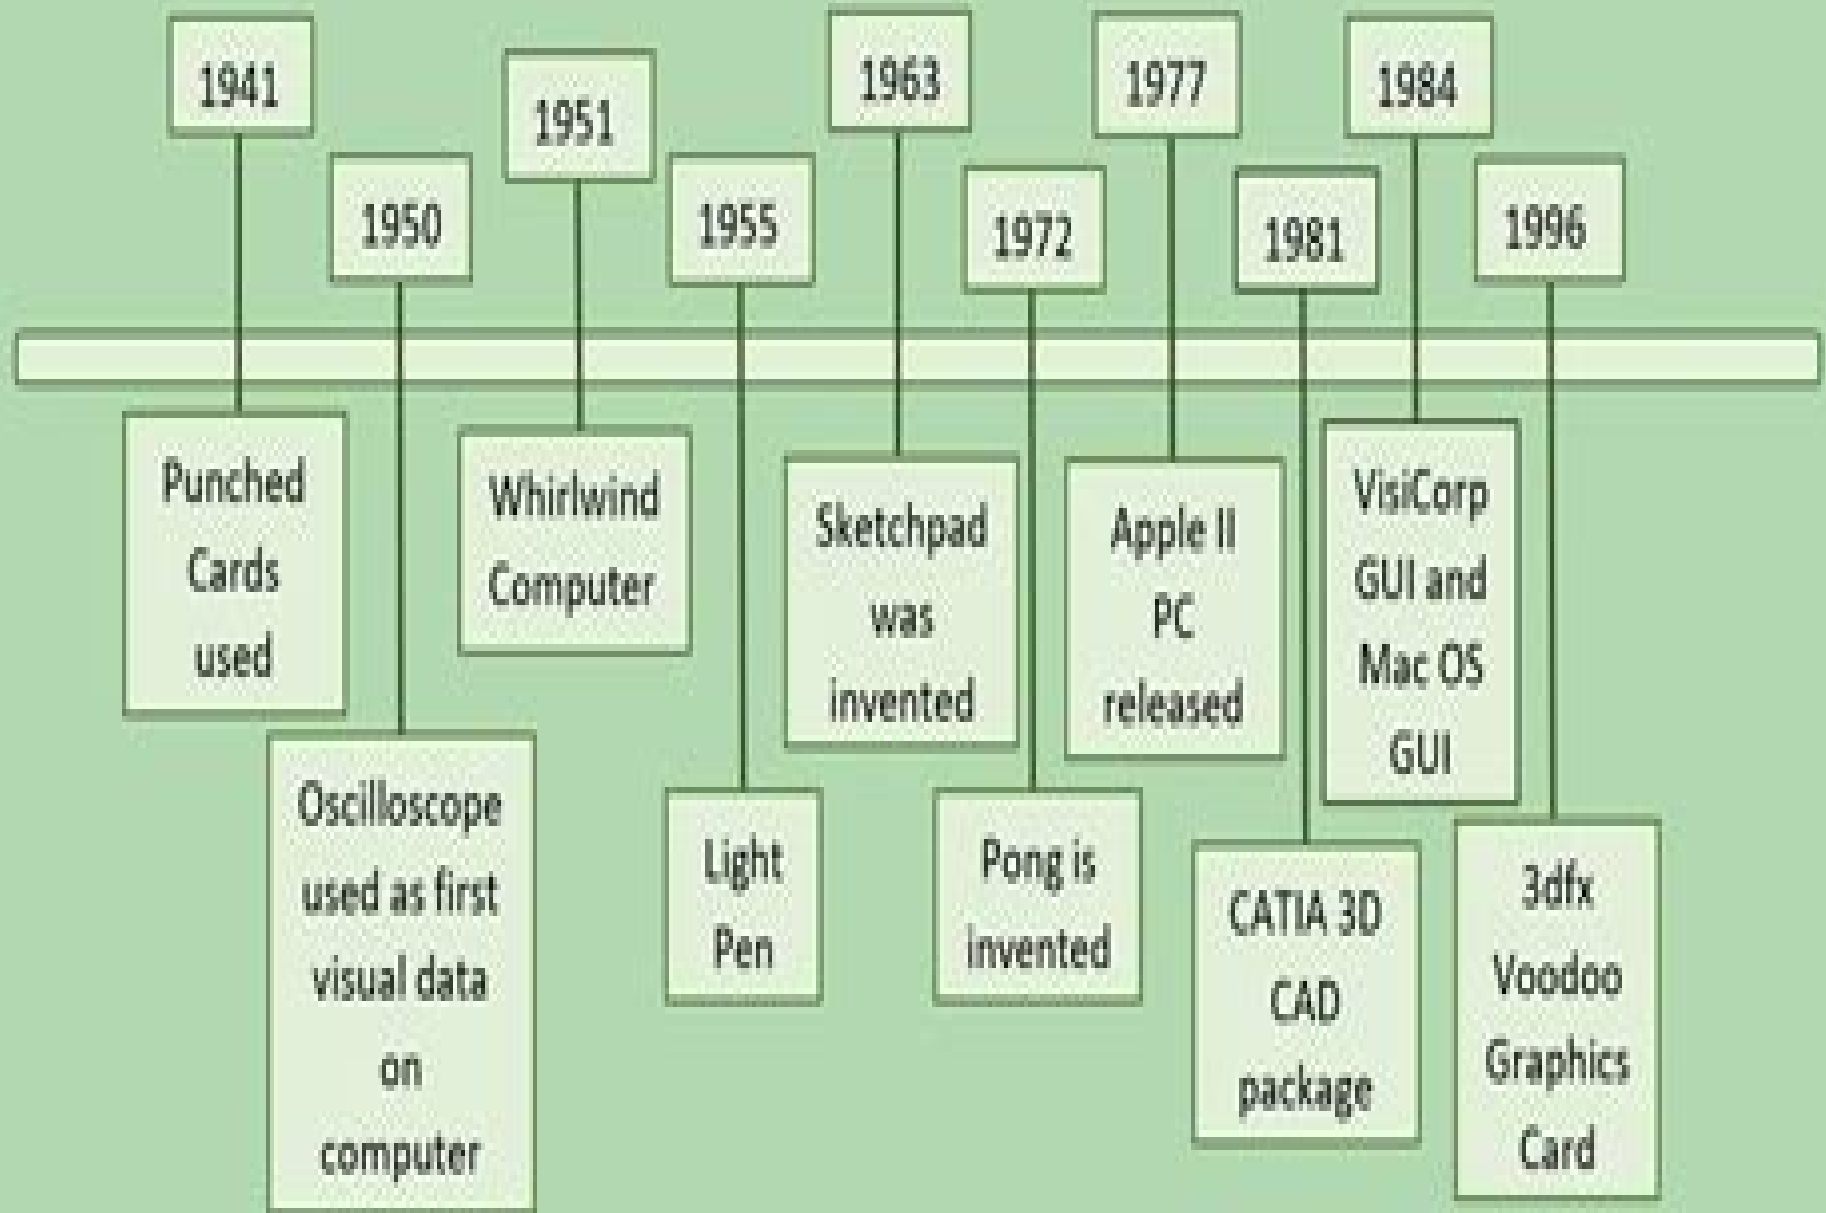 1941
1950
1951
1955
1963
1972
1977
1981
1984
1996
Punched
Cards
used
Oscilloscope
used as first
visual data
on
computer
Whirlwind
Computer
Light
Pen
Sketchpad
was
invented
Pong is
invented
Apple II
PC
released
CATIA 3D
CAD
package
VisiCorp
GUI and
Mac OS
GUI
3dfx
Voodoo
Graphics
Card